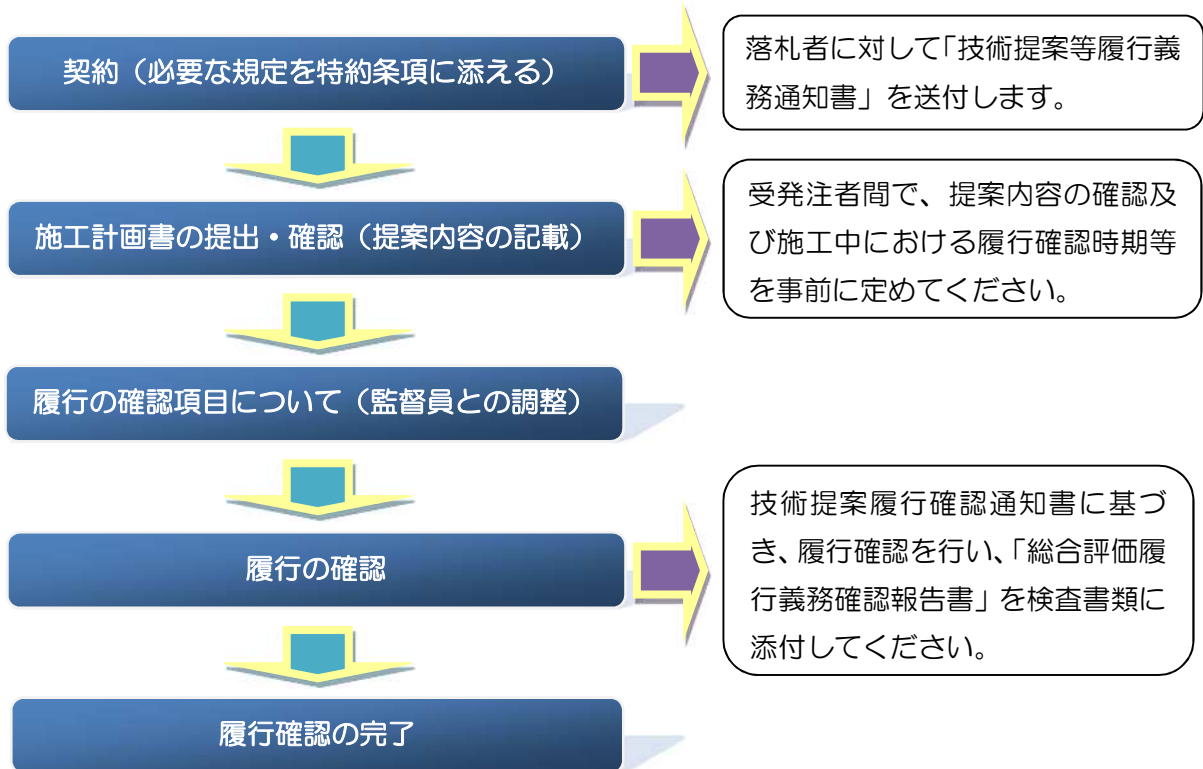 契約（必要な規定を特約条項に添える）
落札者に対して｢技術提案等履行義
務通知書」を送付します。
施工計画書の提出・確認（提案内容の記載）
受発注者間で、提案内容の確認及
び施工中における履行確認時期等
を事前に定めてください。
履行の確認項目について（監督員との調整）
履行の確認
技術提案履行確認通知書に基づ
き、履行確認を行い、｢総合評価履
行義務確認報告書」を検査書類に
添付してください。
履行確認の完了